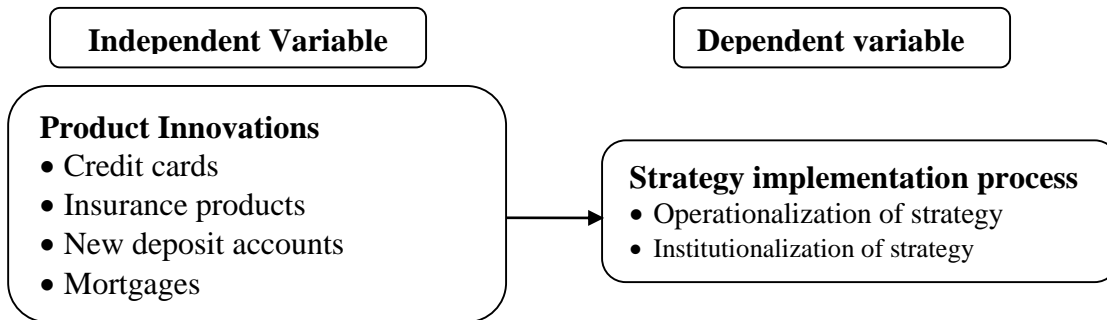 Independent Variable
Dependent variable
Product Innovations
• Credit cards
• Insurance products
• New deposit accounts
• Mortgages
Strategy implementation process
• Operationalization of strategy
• Institutionalization of strategy